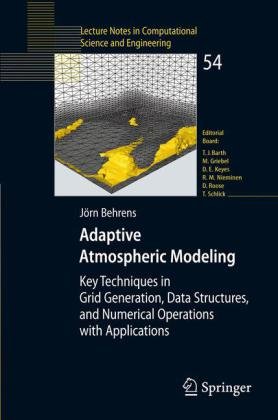 Lecture Notes in Computational
Science and Engineering
54
Editorial
Board:
T. J. Barth
M. Griebel
D. E. Keyes
R. M. Nieminen
D. Roose
T. Schlick
Jörn Behrens
Adaptive
Atmospheric Modeling
Key Techniques in
Grid Generation, Data Structures,
and Numerical Operations
with Applications
Springer